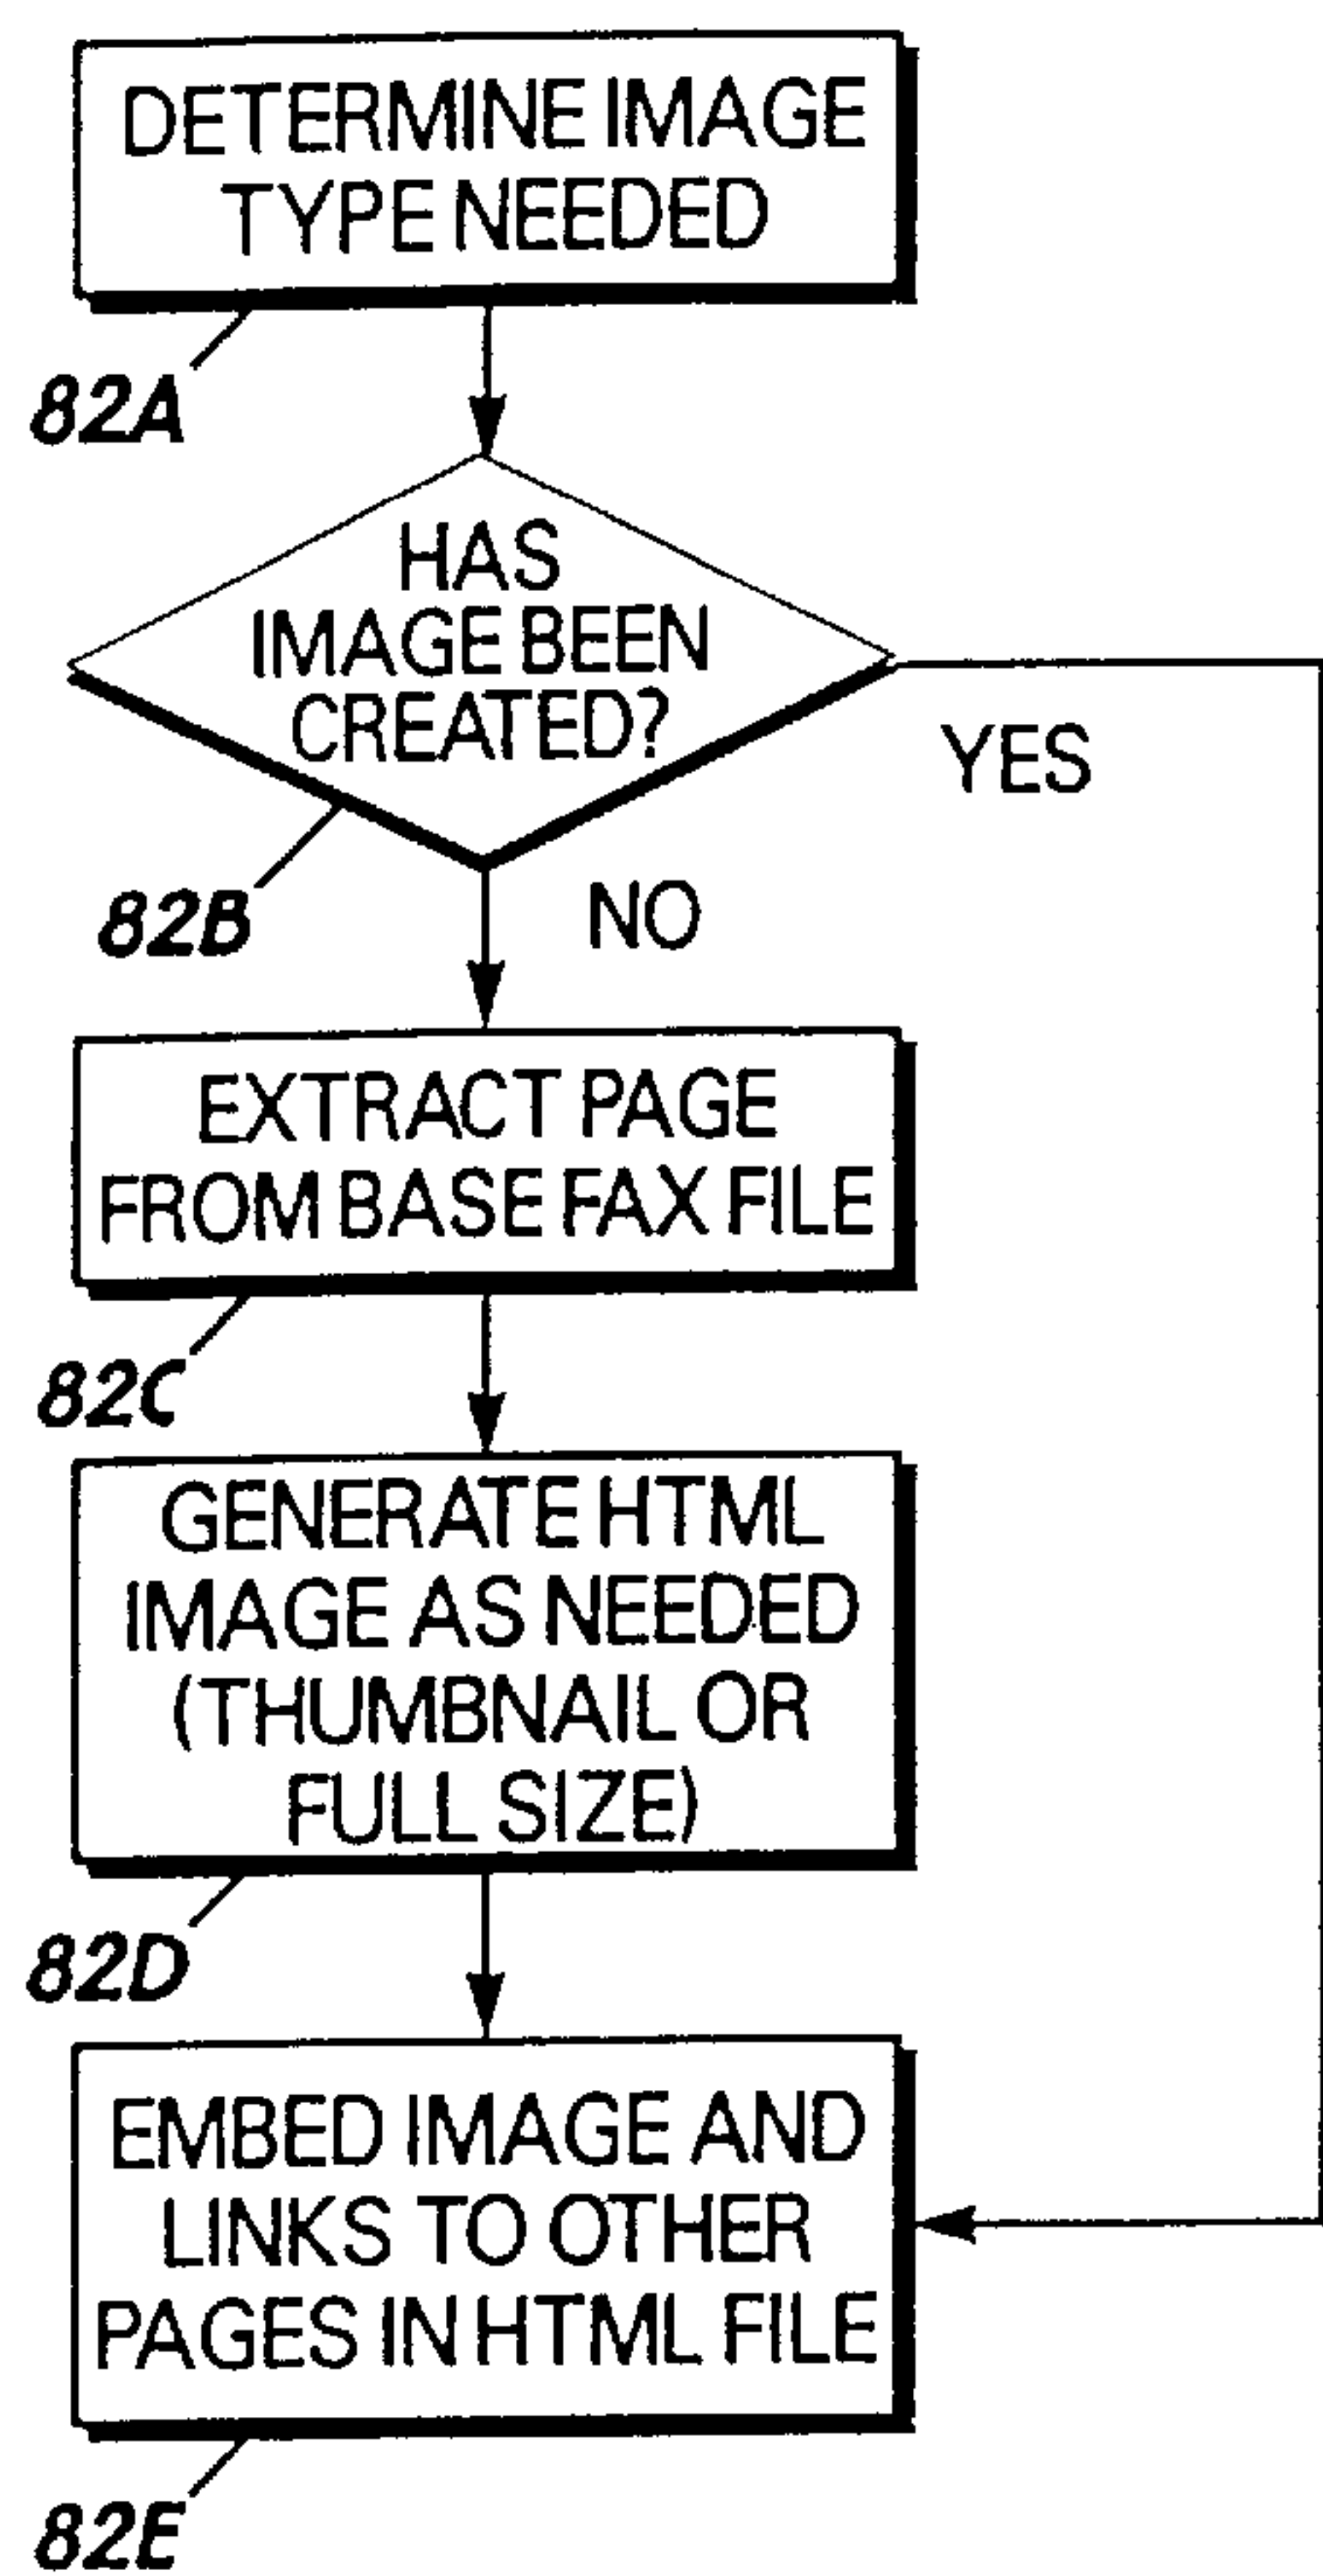 DETERMINE IMAGE
TYPE NEEDED
82A
HAS
IMAGE BEEN
CREATED?
YES
82B
NO
EXTRACT PAGE
FROM BASE FAX FILE
82C
GENERATE HTML
IMAGE AS NEEDED
(THUMBNAIL OR
FULL SIZE)
82D
EMBED IMAGE AND
LINKS TO OTHER
PAGES IN HTML FILE
82E